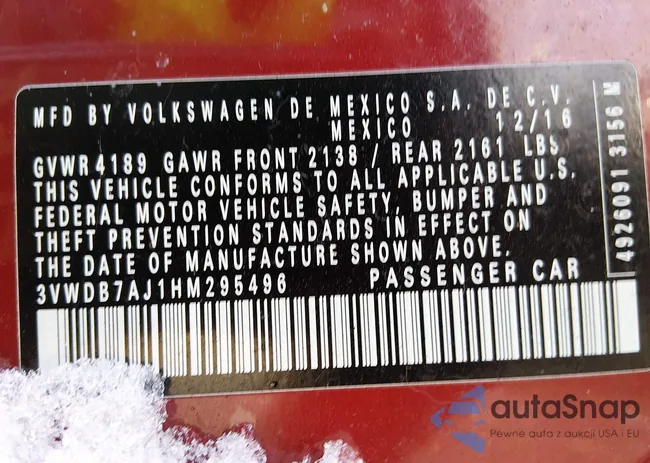 MFD BY VOLKSWAGEN DE MEXICO S.A. DE C.V.
MEXICO 12/16
GVWR 4189 GAWR FRONT 2138 / REAR 2161 LBS
THIS VEHICLE CONFORMS TO ALL APPLICABLE U.S.
FEDERAL MOTOR VEHICLE SAFETY, BUMPER AND
THEFT PREVENTION STANDARDS IN EFFECT ON
THE DATE OF MANUFACTURE SHOWN ABOVE.
3VWDB7AJ1HM295496 PASSENGER CAR
4926091 3156 M
autaSnap
Pewne auta z aukcji USA i EU